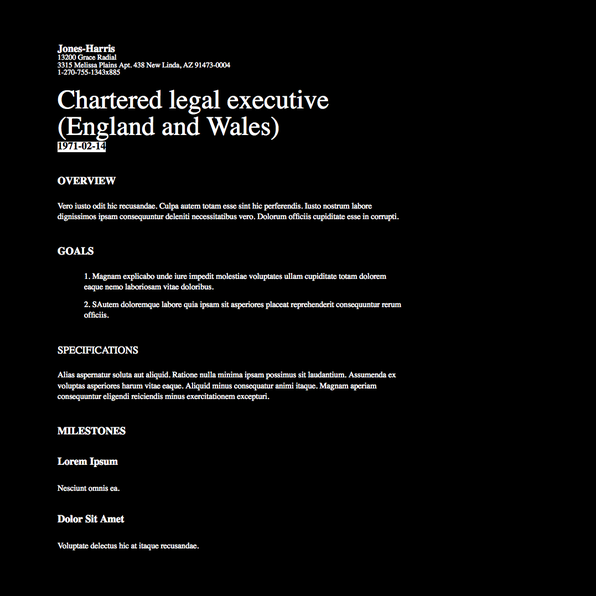 Jones-Harris
13200 Grace Radial
3315 Melissa Plains Apt. 438 New Linda, AZ 91473-0004
1-270-755-1343x885
Chartered legal executive
(England and Wales)
1971-02-14
OVERVIEW
Vero iusto odit hic recusandae. Culpa autem totam esse sint hic perferendis. Iusto nostrum labore
dignissimos ipsam consequuntur deleniti necessitatibus vero. Dolorum officiis cupiditate esse in corrupti.
GOALS
1. Magnam explicabo unde iure impedit molestiae voluptates ullam cupiditate totam dolorem
eaque nemo laboriosam vitae doloribus.
2. SAutem doloremque labore quia ipsam sit asperiores placeat reprehenderit consequuntur rerum
officiis.
SPECIFICATIONS
Alias aspernatur soluta aut aliquid. Ratione nulla minima ipsam possimus sit laudantium. Assumenda ex
voluptas asperiores harum vitae eaque. Aliquid minus consequatur animi itaque. Magnam aperiam
consequuntur eligendi reiciendis minus exercitationem excepturi.
MILESTONES
Lorem Ipsum
Nesciunt omnis ea.
Dolor Sit Amet
Voluptate delectus hic at itaque recusandae.